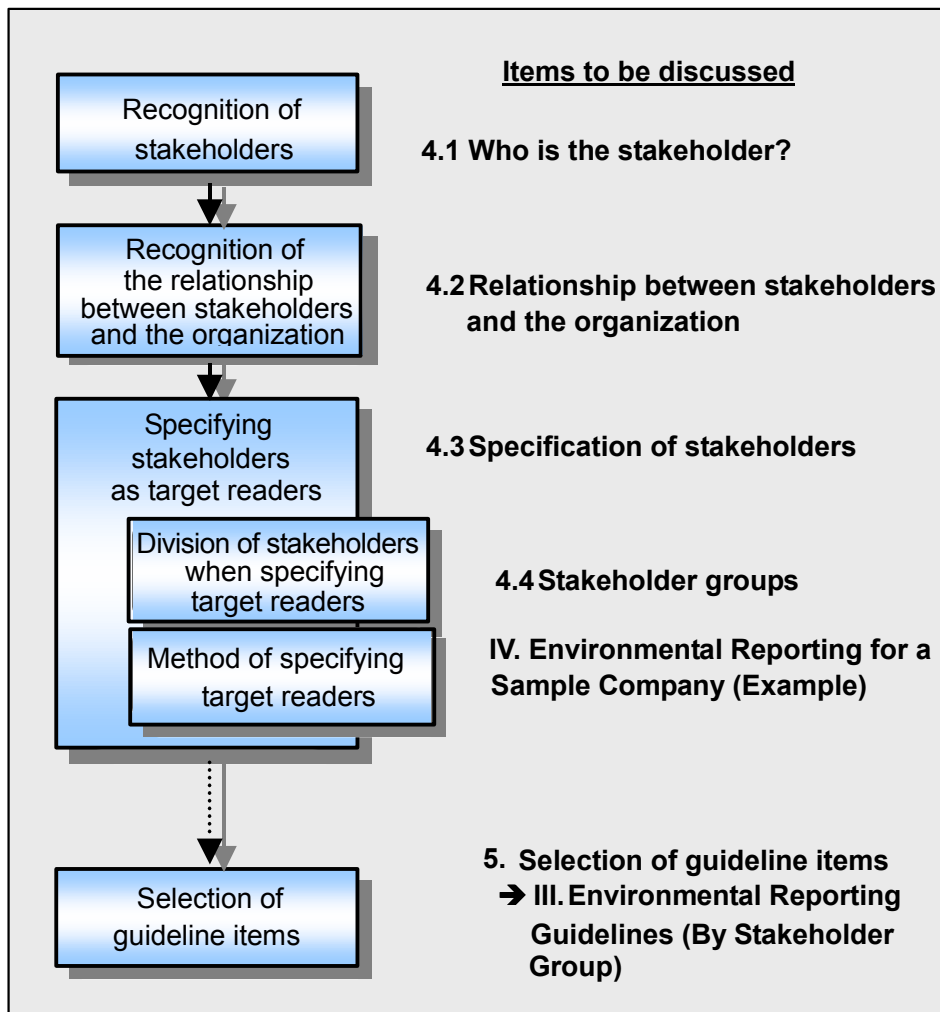 Items to be discussed
Recognition of
stakeholders
4.1 Who is the stakeholder?
Recognition of
the relationship
between stakeholders
and the organization
4.2 Relationship between stakeholders
and the organization
Specifying
stakeholders
as target readers
4.3 Specification of stakeholders
Division of stakeholders
when specifying
target readers
4.4 Stakeholder groups
Method of specifying
target readers
IV. Environmental Reporting for a
Sample Company (Example)
Selection of
guideline items
5. Selection of guideline items
➔ III. Environmental Reporting
Guidelines (By Stakeholder
Group)